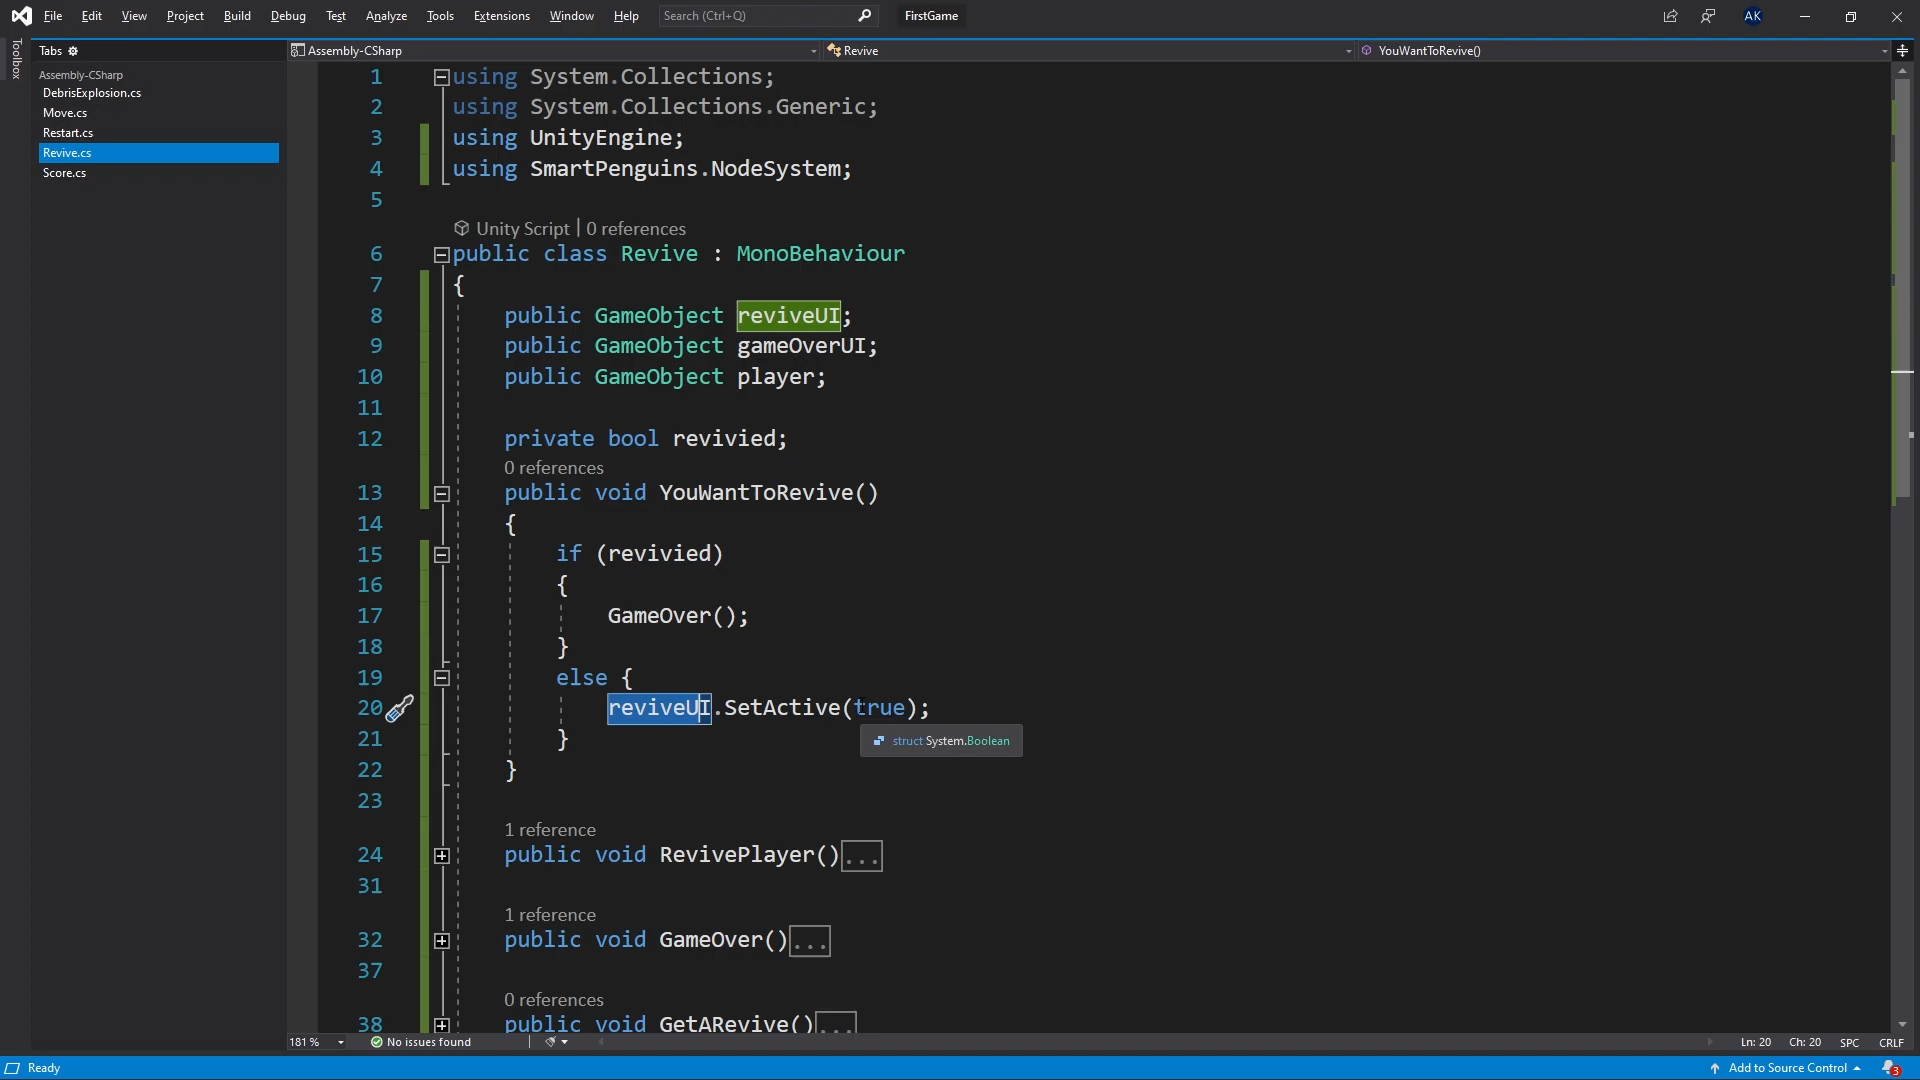 File Edit View Project Build Debug Test Analyze Tools Extensions Window Help Search (Ctrl+Q) FirstGame AK
Toolbox
Tabs
Assembly-CSharp
DebrisExplosion.cs
Move.cs
Restart.cs
Revive.cs
Score.cs
Assembly-CSharp Revive YouWantToRevive()
1 using System.Collections;
2 using System.Collections.Generic;
3 using UnityEngine;
4 using SmartPenguins.NodeSystem;
5
Unity Script | 0 references
6 public class Revive : MonoBehaviour
7 {
8 public GameObject reviveUI;
9 public GameObject gameOverUI;
10 public GameObject player;
11
12 private bool revivied;
0 references
13 public void YouWantToRevive()
14 {
15 if (revivied)
16 {
17 GameOver();
18 }
19 else {
20 reviveUI.SetActive(true);
struct System.Boolean
21 }
22 }
23
1 reference
24 public void RevivePlayer()...
31
1 reference
32 public void GameOver()...
37
0 references
38 public void GetARevive()...
181 % No issues found Ln: 20 Ch: 20 SPC CRLF
Ready Add to Source Control 3